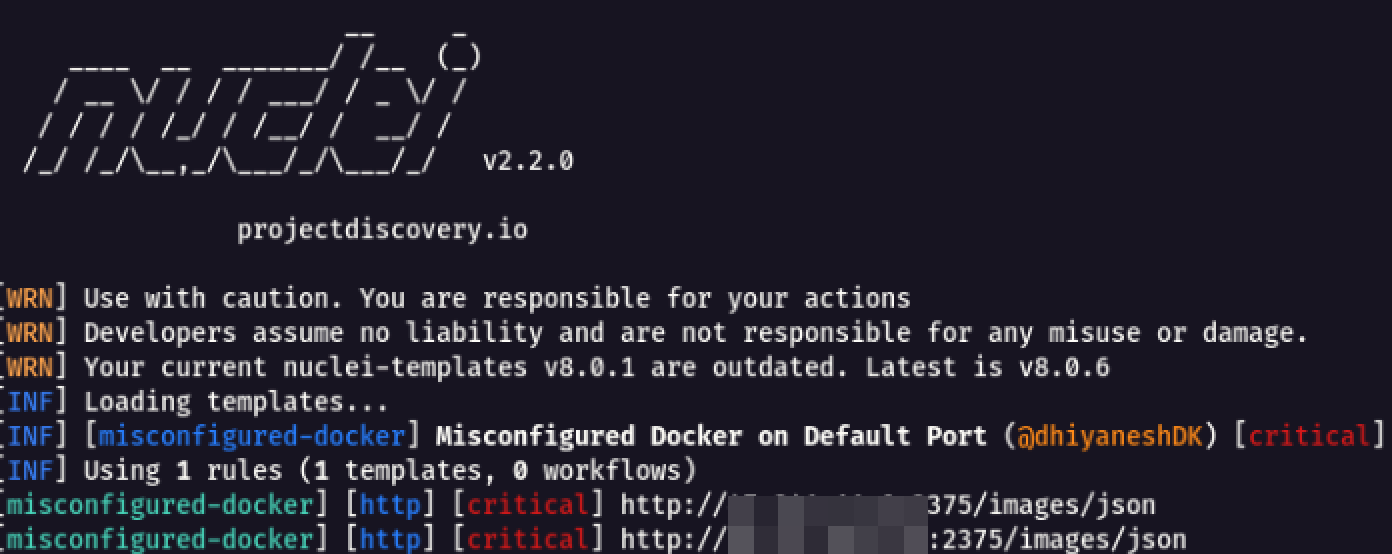 nuclei v2.2.0
projectdiscovery.io
[WRN] Use with caution. You are responsible for your actions
[WRN] Developers assume no liability and are not responsible for any misuse or damage.
[WRN] Your current nuclei-templates v8.0.1 are outdated. Latest is v8.0.6
[INF] Loading templates...
[INF] [misconfigured-docker] Misconfigured Docker on Default Port (@dhiyaneshDK) [critical]
[INF] Using 1 rules (1 templates, 0 workflows)
[misconfigured-docker] [http] [critical] http:// 375/images/json
[misconfigured-docker] [http] [critical] http:// :2375/images/json